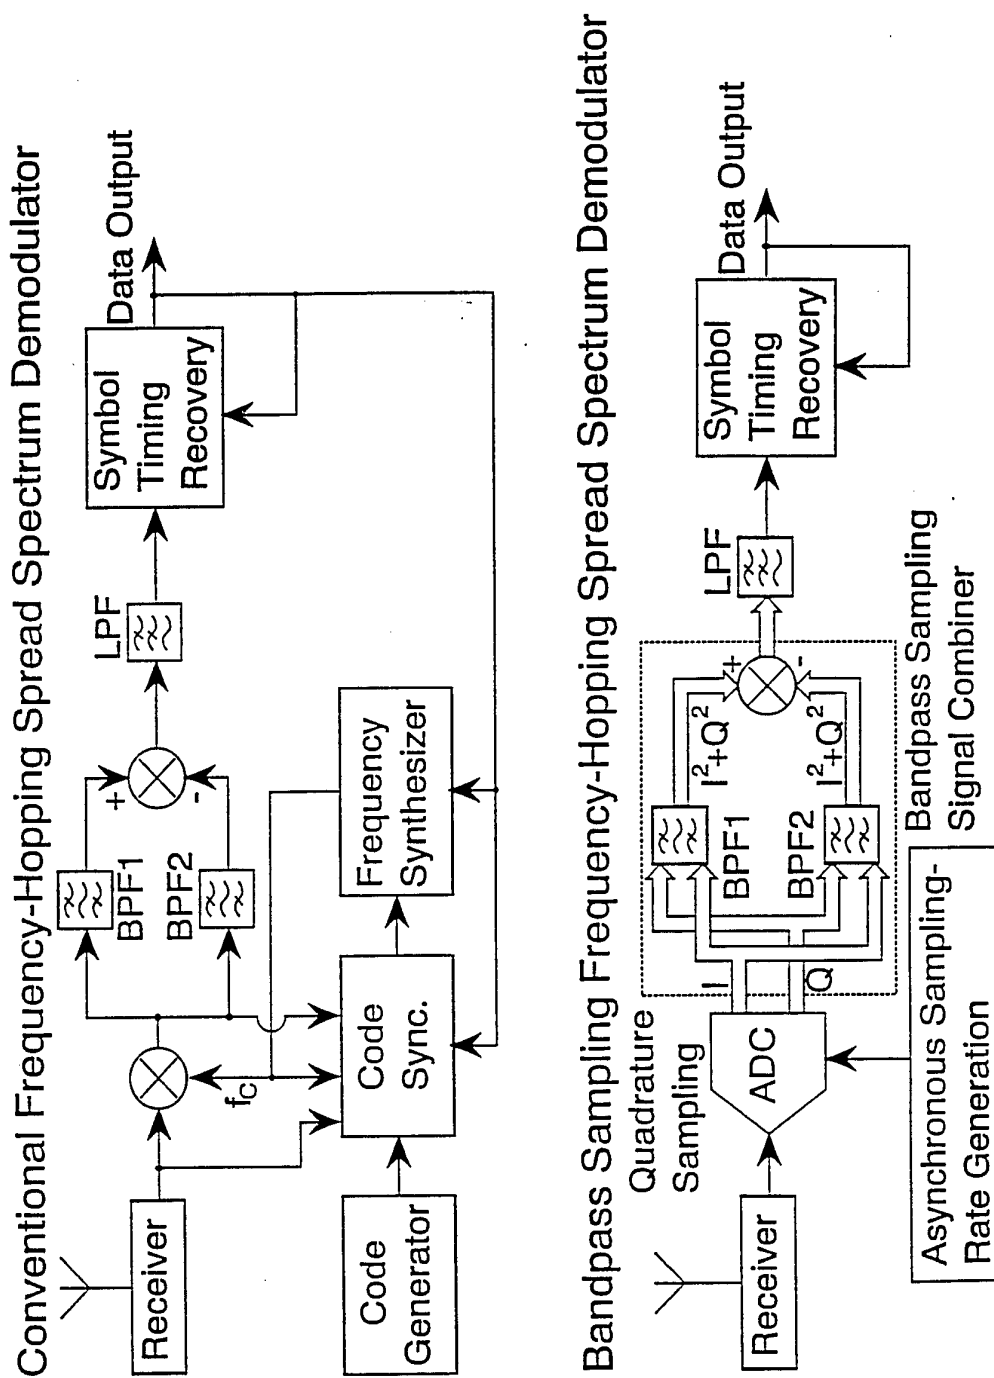 Conventional Frequency-Hopping Spread Spectrum Demodulator
Receiver
fC
BPF1
BPF2
+
-
LPF
Symbol
Timing
Recovery
Data Output
Code
Generator
Code
Sync.
Frequency
Synthesizer
Bandpass Sampling Frequency-Hopping Spread Spectrum Demodulator
Receiver
Quadrature
Sampling
ADC
I
Q
BPF1
BPF2
I²+Q²
I²+Q²
+
-
LPF
Symbol
Timing
Recovery
Data Output
Asynchronous Sampling-
Rate Generation
Bandpass Sampling
Signal Combiner